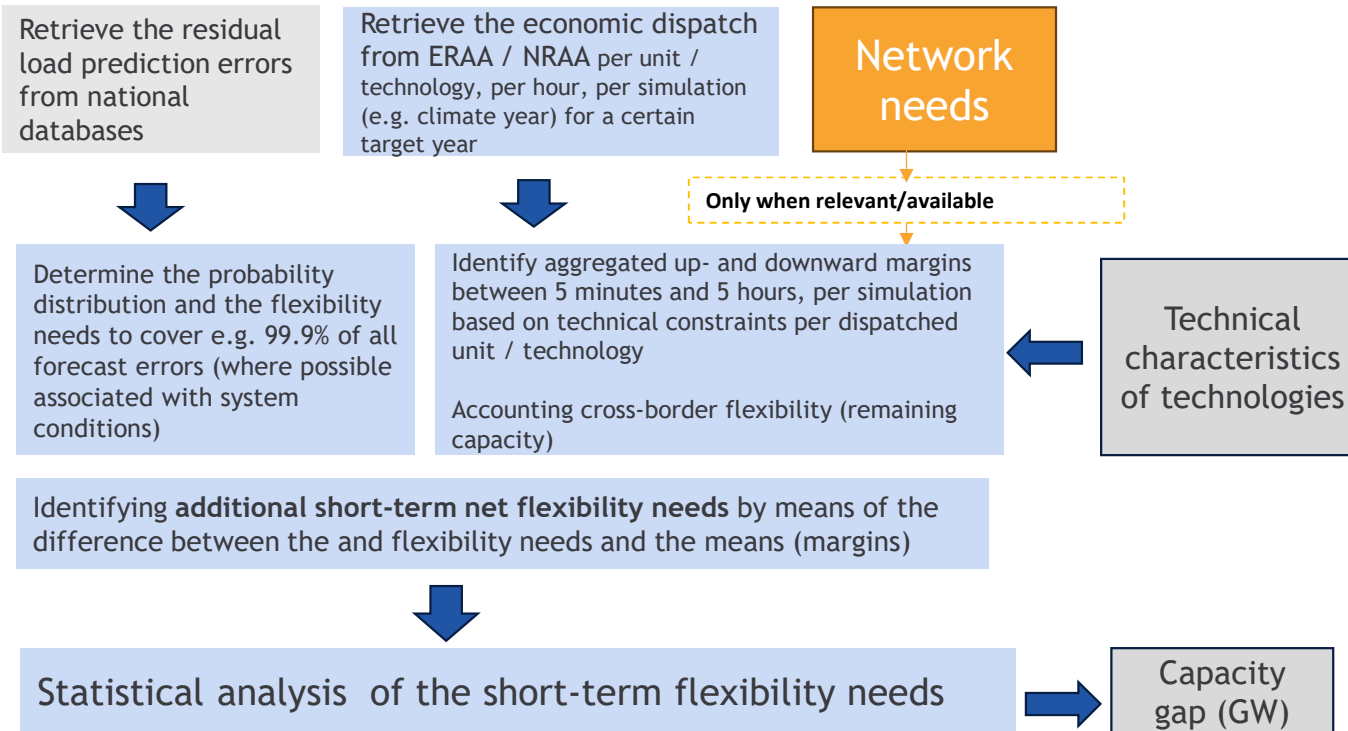 Retrieve the residual
load prediction errors
from national
databases
Retrieve the economic dispatch
from ERAA / NRAA per unit /
technology, per hour, per simulation
(e.g. climate year) for a certain
target year
Network
needs
Only when relevant/available
Determine the probability
distribution and the flexibility
needs to cover e.g. 99.9% of all
forecast errors (where possible
associated with system
conditions)
Identify aggregated up- and downward margins
between 5 minutes and 5 hours, per simulation
based on technical constraints per dispatched
unit / technology
Accounting cross-border flexibility (remaining
capacity)
Technical
characteristics
of technologies
Identifying additional short-term net flexibility needs by means of the
difference between the and flexibility needs and the means (margins)
Statistical analysis of the short-term flexibility needs
Capacity
gap (GW)